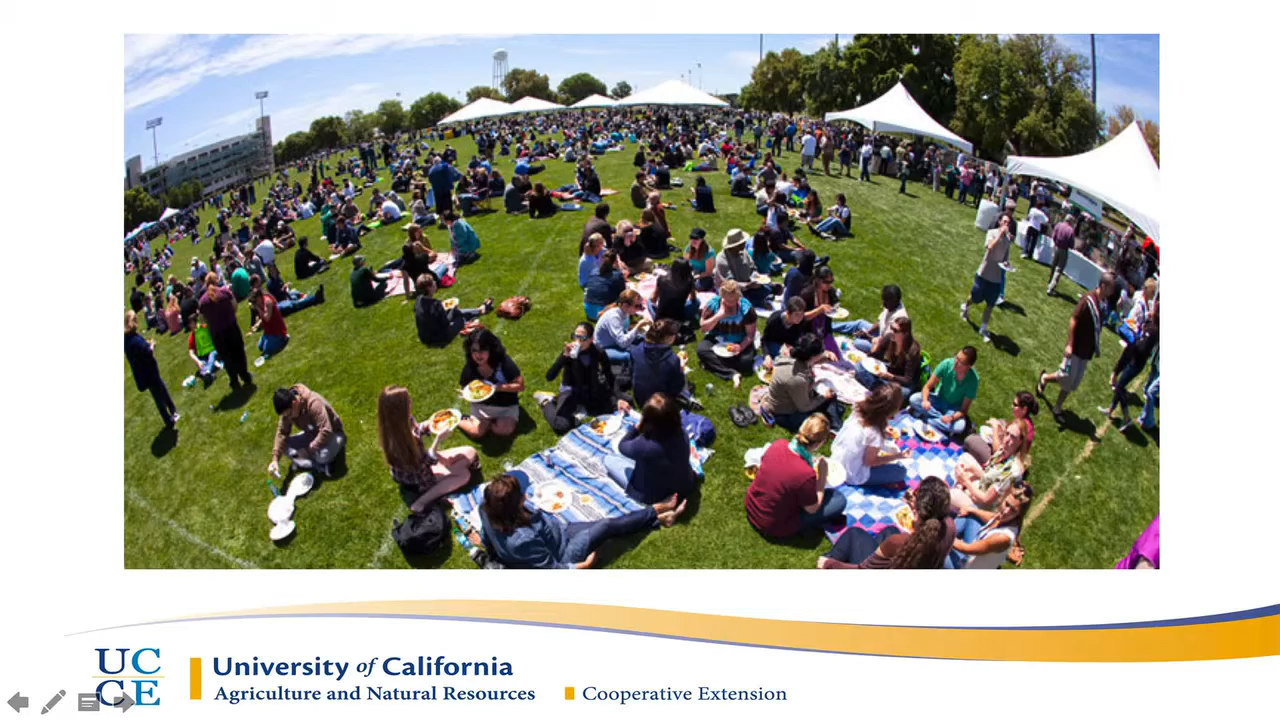 UC
CE
University of California
Agriculture and Natural Resources
Cooperative Extension